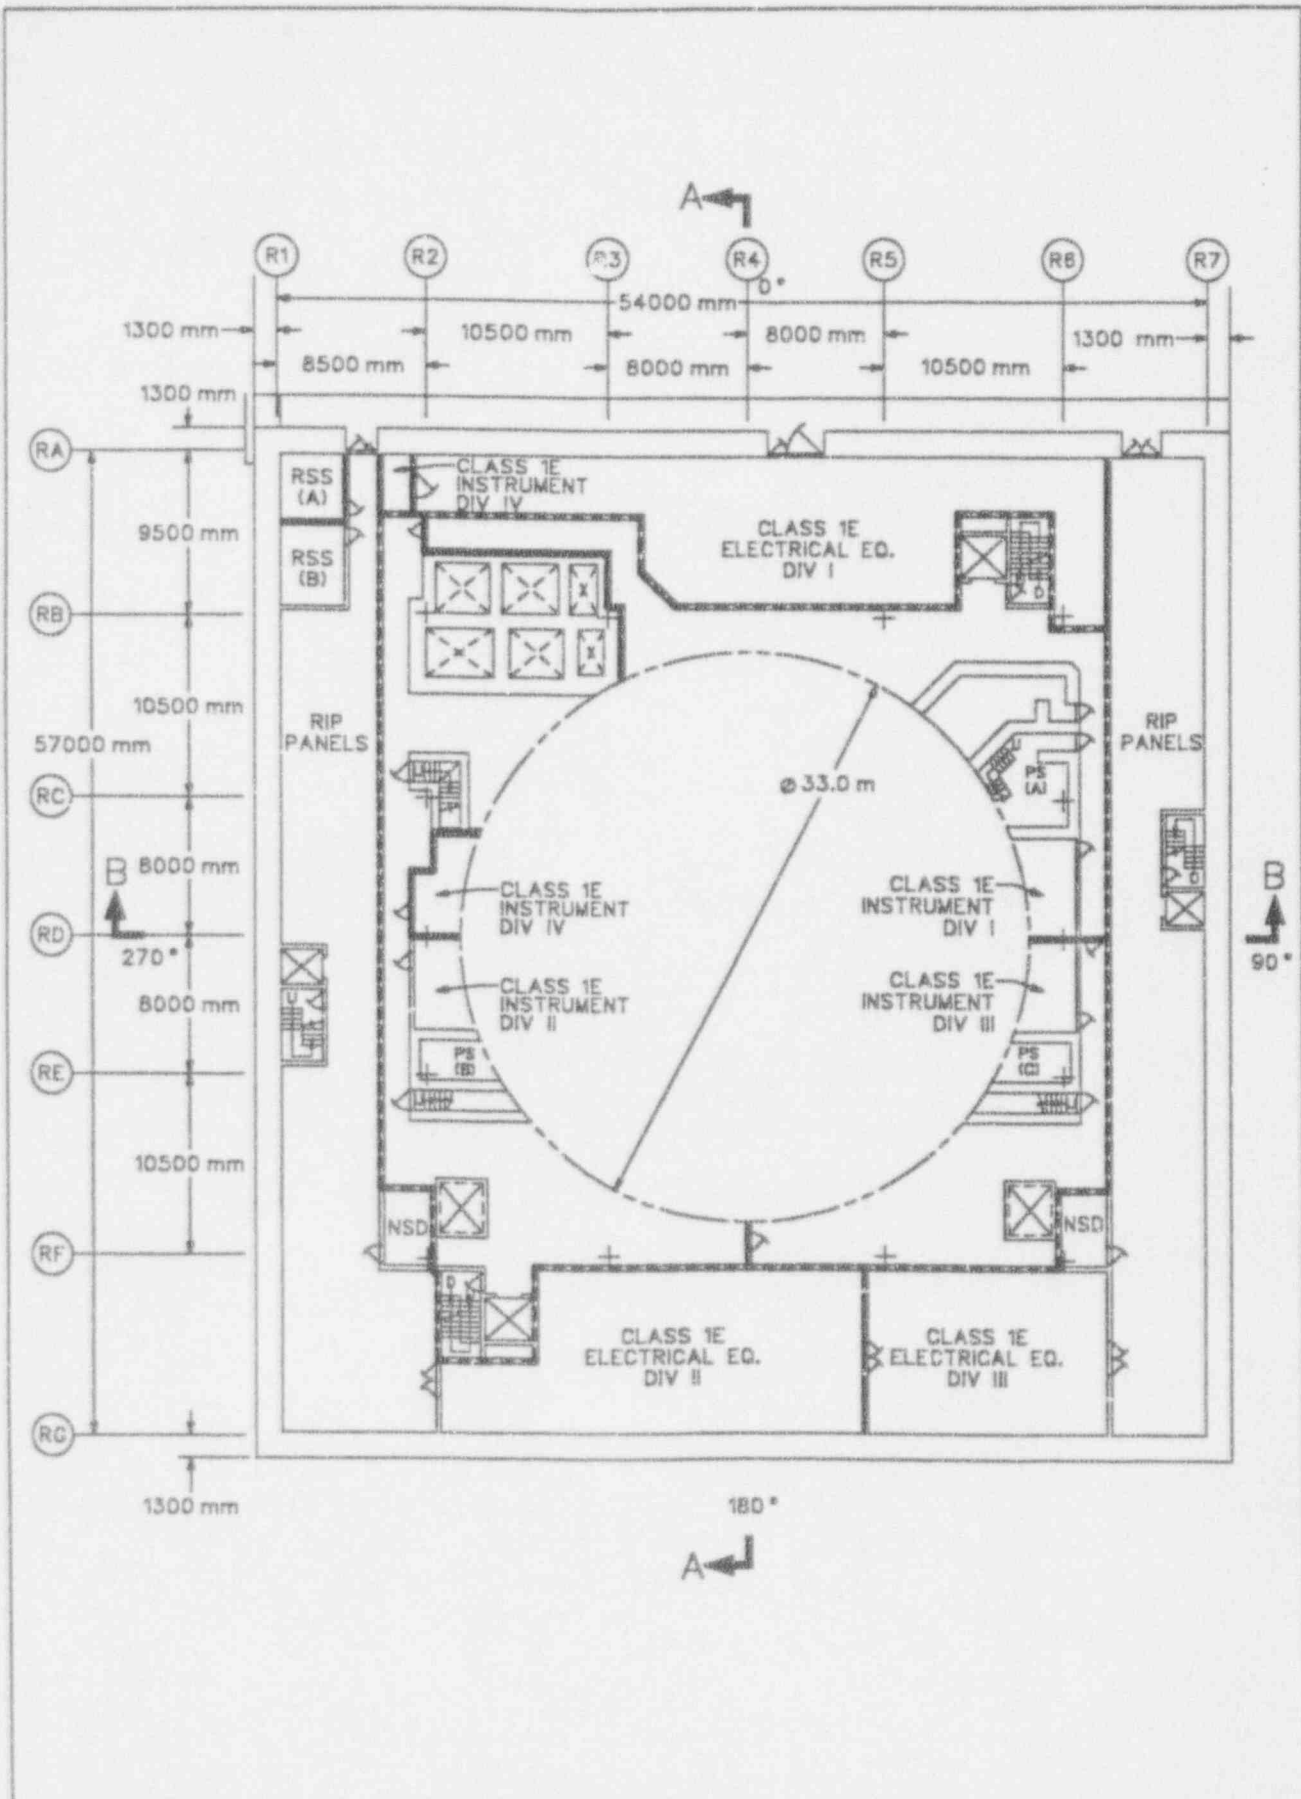 A
R1 R2 R3 R4 R5 R6 R7
0°
54000 mm
1300 mm 10500 mm 8000 mm 1300 mm
8500 mm 8000 mm 10500 mm
1300 mm
RA
RSS
(A)
CLASS 1E
INSTRUMENT
DIV IV
9500 mm
CLASS 1E
ELECTRICAL EQ.
DIV I
RSS
(B)
X
D
RB
X X
10500 mm
RIP
PANELS
RIP
PANELS
57000 mm
U U
PS
(A)
Ø 33.0 m
RC
8000 mm
B
B
D
CLASS 1E
INSTRUMENT
DIV IV
CLASS 1E
INSTRUMENT
DIV I
RD
270°
90°
8000 mm
U
CLASS 1E
INSTRUMENT
DIV II
CLASS 1E
INSTRUMENT
DIV III
PS
(B)
PS
(C)
RE
U U
10500 mm
NSD NSD
RF
D
CLASS 1E
ELECTRICAL EQ.
DIV II
CLASS 1E
ELECTRICAL EQ.
DIV III
RG
1300 mm
180°
A